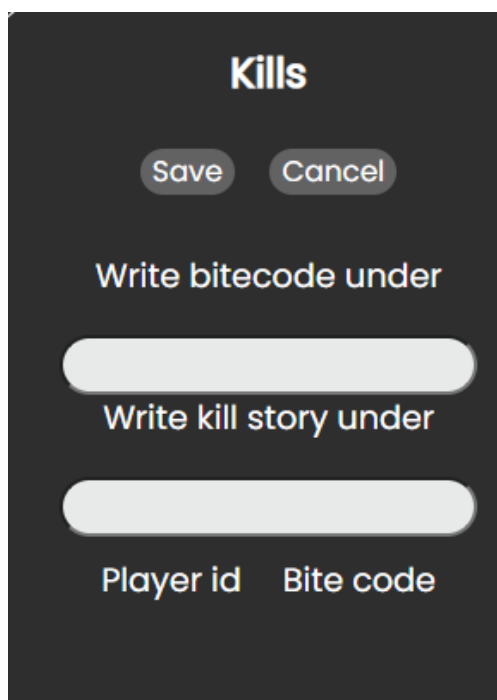 Kills
Save Cancel
Write bitecode under
Write kill story under
Player id Bite code